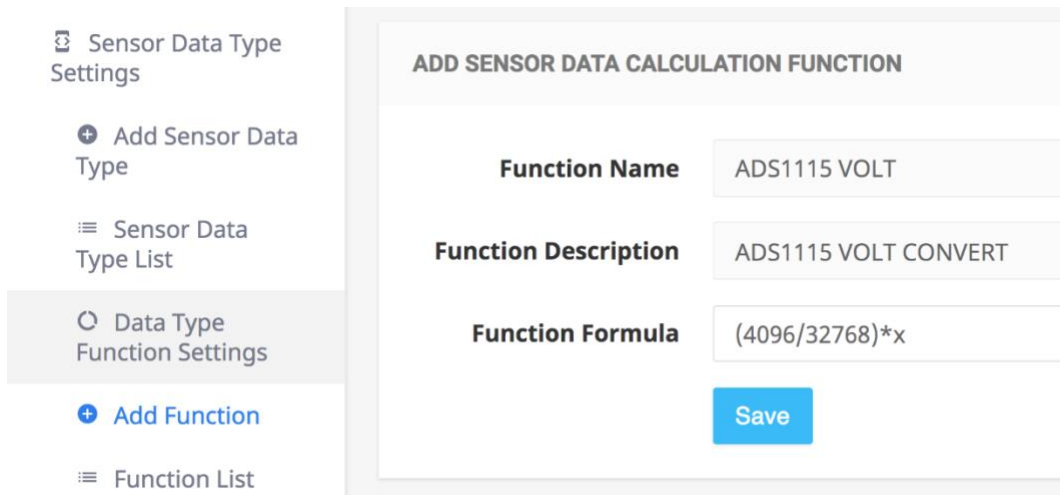 Sensor Data Type
Settings
Add Sensor Data
Type
Sensor Data
Type List
Data Type
Function Settings
Add Function
Function List
ADD SENSOR DATA CALCULATION FUNCTION
Function Name
ADS1115 VOLT
Function Description
ADS1115 VOLT CONVERT
Function Formula
(4096/32768)*x
Save